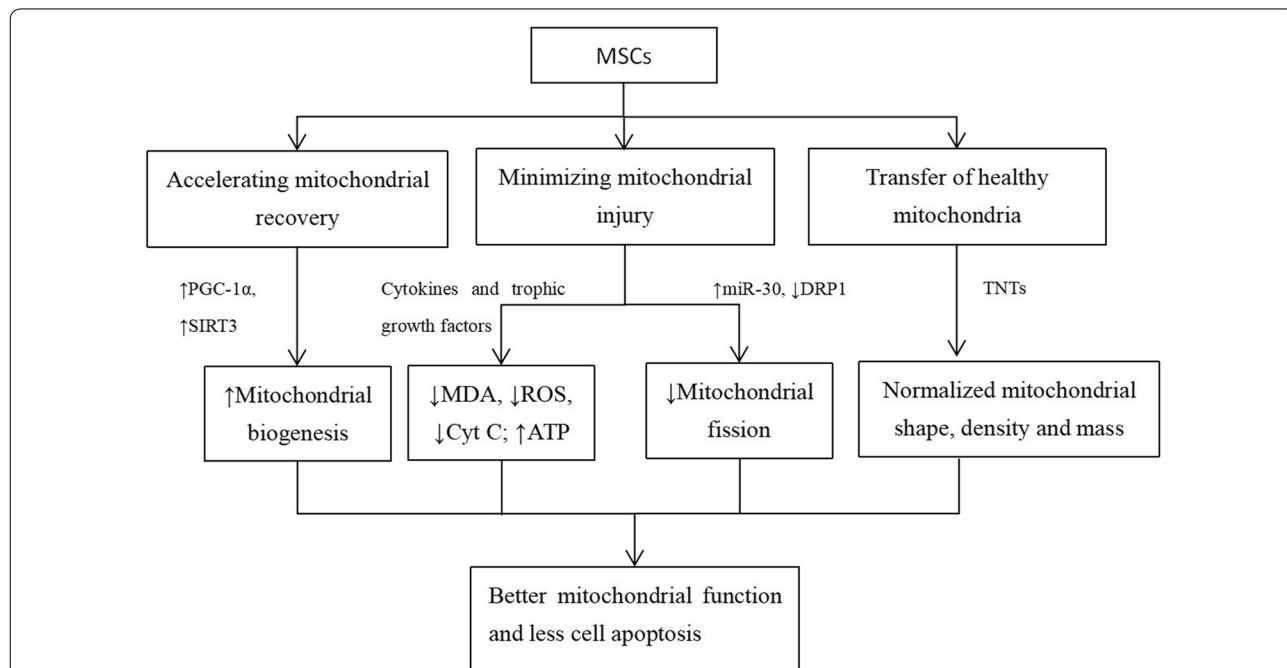 MSCs
Accelerating mitochondrial
recovery
Minimizing mitochondrial
injury
Transfer of healthy
mitochondria
↑PGC-1α,
↑SIRT3
Cytokines and trophic
growth factors
↑miR-30, ↓DRP1
TNTs
↑Mitochondrial
biogenesis
↓MDA, ↓ROS,
↓Cyt C; ↑ATP
↓Mitochondrial
fission
Normalized mitochondrial
shape, density and mass
Better mitochondrial function
and less cell apoptosis